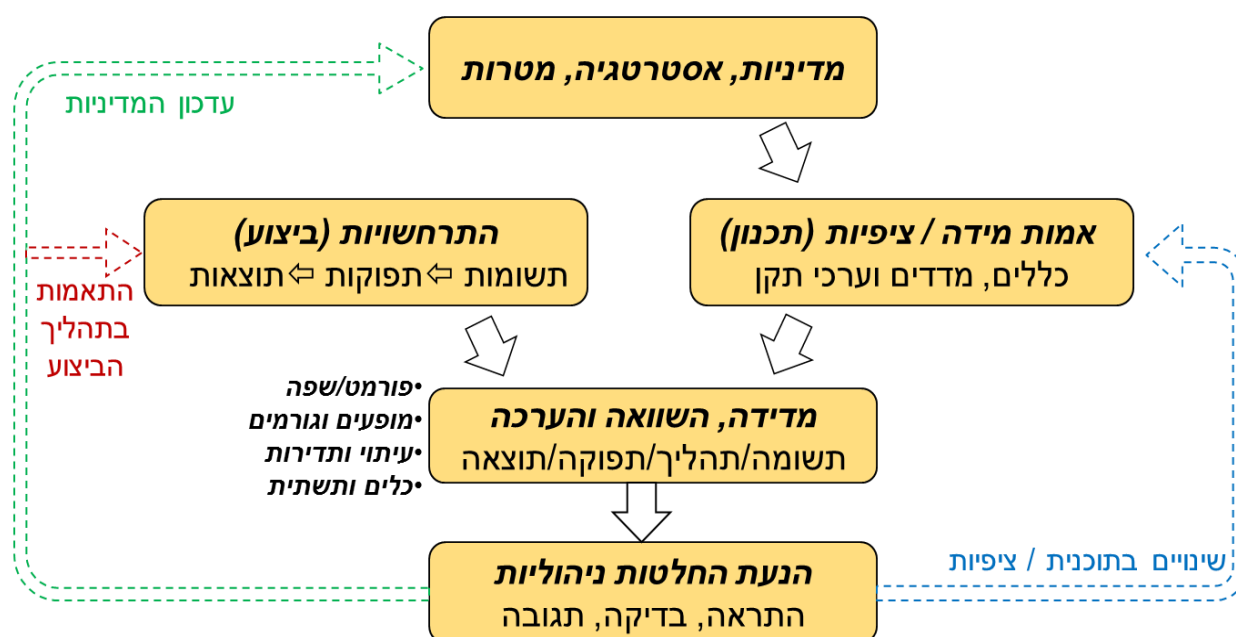 מדיניות, אסטרטגיה, מטרות
עדכון המדיניות
אמות מידה / ציפיות (תכנון)
כללים, מדדים וערכי תקן
התרחשויות (ביצוע)
תשומות ⇦ תפוקות ⇦ תוצאות
התאמות
בתהליך
הביצוע
מדידה, השוואה והערכה
תשומה/תהליך/תפוקה/תוצאה
•פורמט/שפה
•מופעים וגורמים
•עיתוי ותדירות
•כלים ותשתית
הנעת החלטות ניהוליות
התראה, בדיקה, תגובה
שינויים בתוכנית / ציפיות